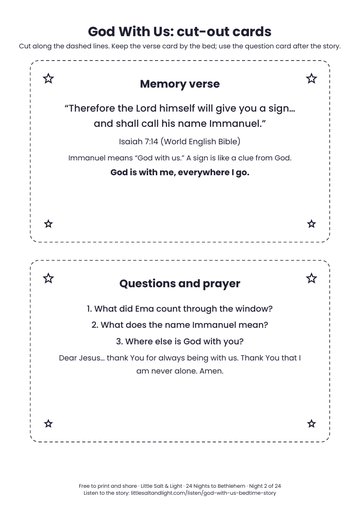 God With Us: cut-out cards
Cut along the dashed lines. Keep the verse card by the bed; use the question card after the story.
Memory verse
“Therefore the Lord himself will give you a sign...
and shall call his name Immanuel.”
Isaiah 7:14 (World English Bible)
Immanuel means “God with us.” A sign is like a clue from God.
God is with me, everywhere I go.
Questions and prayer
1. What did Ema count through the window?
2. What does the name Immanuel mean?
3. Where else is God with you?
Dear Jesus... thank You for always being with us. Thank You that I
am never alone. Amen.
Free to print and share · Little Salt & Light · 24 Nights to Bethlehem · Night 2 of 24
Listen to the story: littlesaltandlight.com/listen/god-with-us-bedtime-story